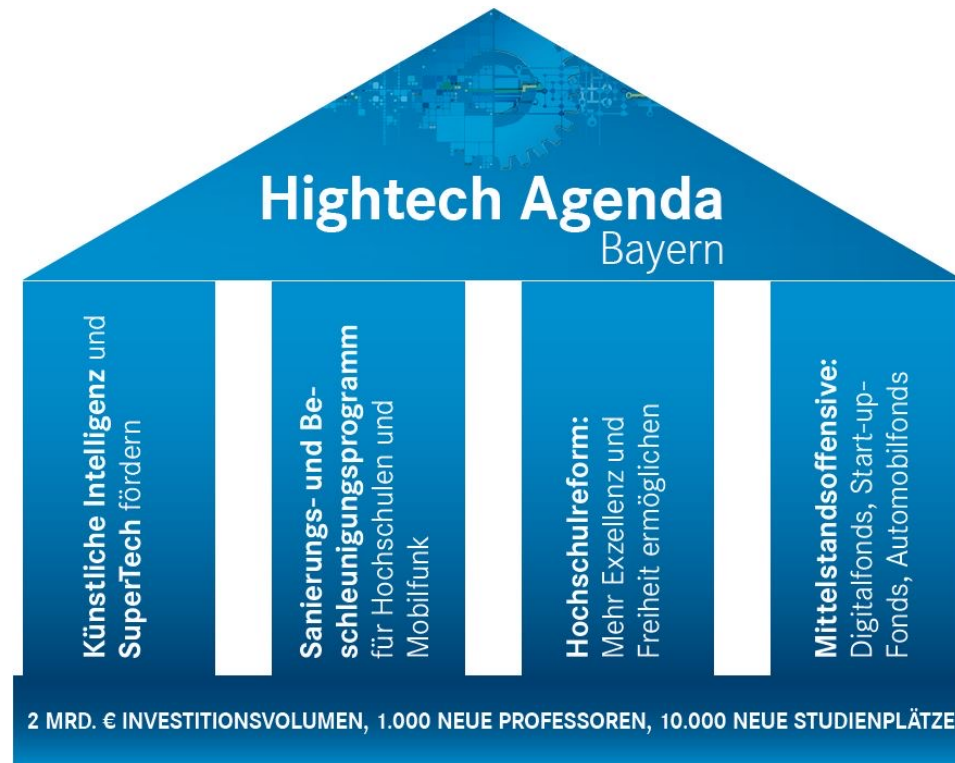 Hightech Agenda
Bayern
Künstliche Intelligenz und
SuperTech fördern
Sanierungs- und Be-
schleunigungsprogramm
für Hochschulen und
Mobilfunk
Hochschulreform:
Mehr Exzellenz und
Freiheit ermöglichen
Mittelstandsoffensive:
Digitalfonds, Start-up-
Fonds, Automobilfonds
2 MRD. € INVESTITIONSVOLUMEN, 1.000 NEUE PROFESSOREN, 10.000 NEUE STUDIENPLÄTZE